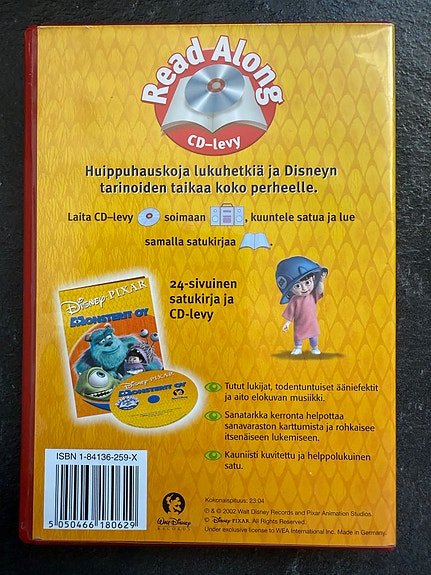 Read Along
CD-levy
Huippuhauskoja lukuhetkiä ja Disneyn
tarinoiden taikaa koko perheelle.
Laita CD-levy soimaan , kuuntele satua ja lue
samalla satukirjaa .
24-sivuinen
satukirja ja
CD-levy
DISNEY·PIXAR
MONSTERIT OY
DISNEY·PIXAR
MONSTERIT OY
Tutut lukijat, todentuntuiset ääniefektit
ja aito elokuvan musiikki.
Sanatarkka kerronta helpottaa
sanavaraston karttumista ja rohkaisee
itsenäiseen lukemiseen.
Kauniisti kuvitettu ja helppolukuinen
satu.
ISBN 1-84136-259-X
5 050466 180629
Walt Disney
RECORDS
Kokonaispituus: 23:04
℗ & © 2002 Walt Disney Records and Pixar Animation Studios.
© DISNEY·PIXAR. All Rights Reserved.
Under exclusive license to WEA International Inc. Made in Germany.